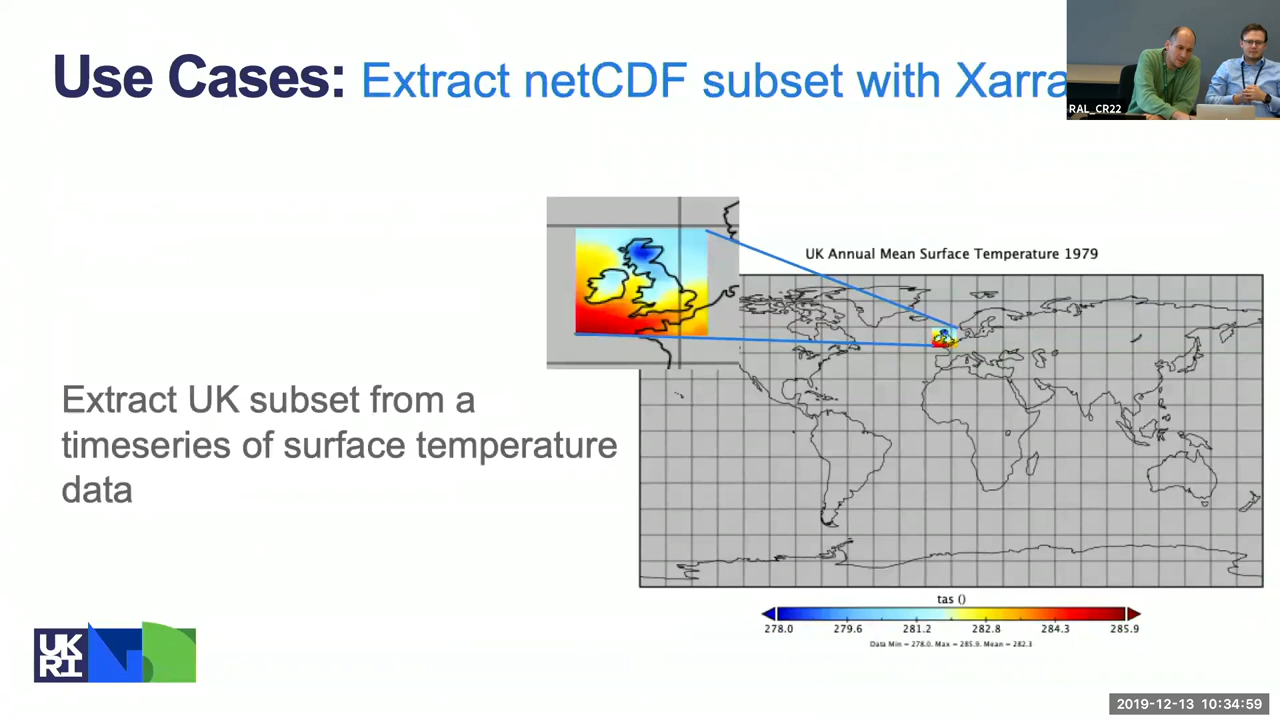 Use Cases: Extract netCDF subset with Xarra
RAL_CR22
UK Annual Mean Surface Temperature 1979
Extract UK subset from a
timeseries of surface temperature
data
tas ()
278.0 279.6 281.2 282.8 284.3 285.9
Data Min = 278.0, Max = 285.9, Mean = 282.3
UK
RI
2019-12-13 10:34:59